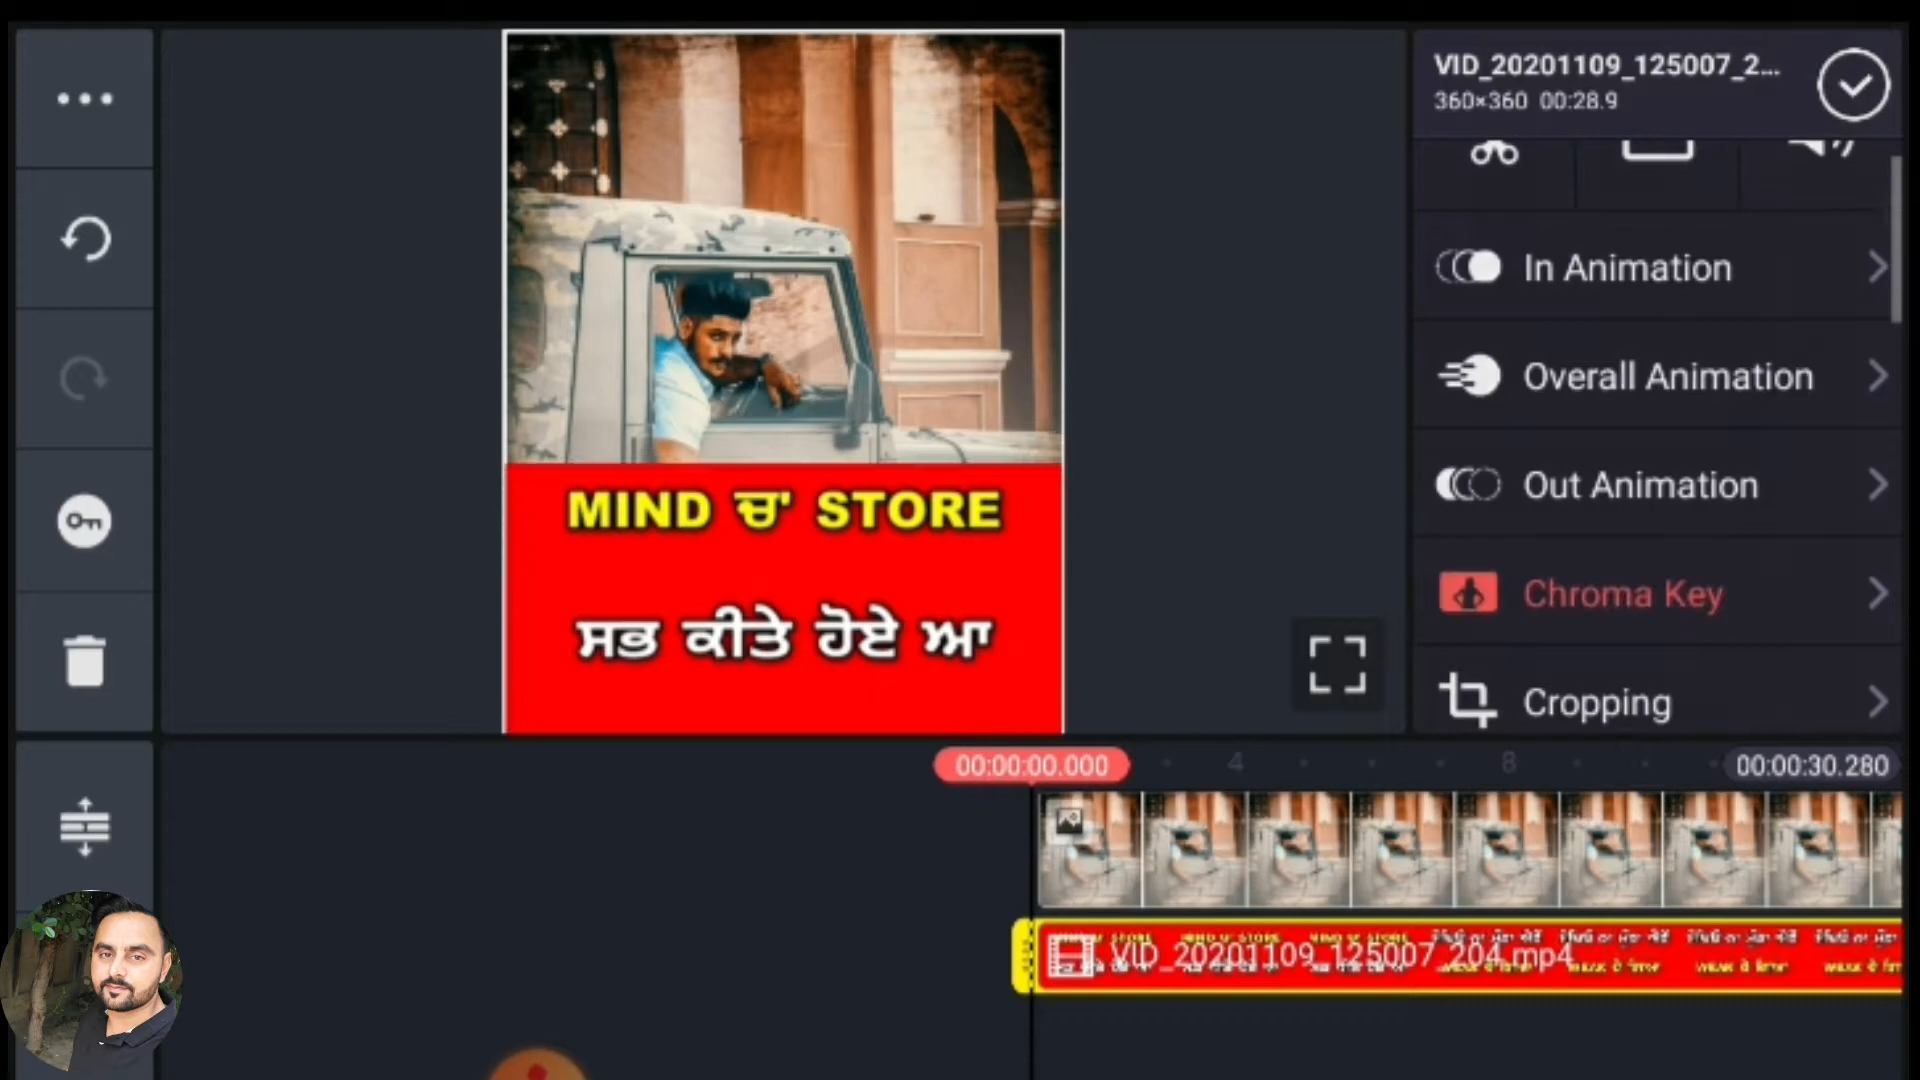 VID_20201109_125007_2...
360×360 00:28.9
In Animation
Overall Animation
Out Animation
Chroma Key
Cropping
MIND ਚ' STORE
ਸਭ ਕੀਤੇ ਹੋਏ ਆ
00:00:00.000 4 8 00:00:30.280
VID_20201109_125007_204.mp4